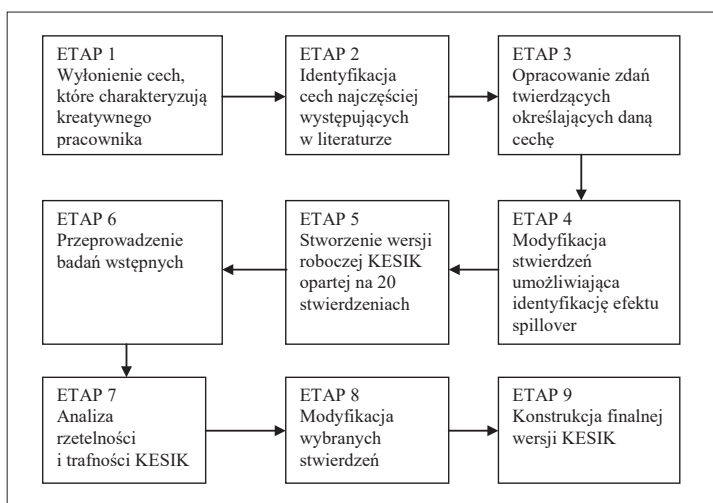 ETAP 1
Wyłonienie cech,
które charakteryzują
kreatywnego
pracownika
ETAP 2
Identyfikacja
cech najczęściej
występujących
w literaturze
ETAP 3
Opracowanie zdań
twierdzących
określających daną
cechę
ETAP 4
Modyfikacja
stwierdzeń
umożliwiająca
identyfikację efektu
spillover
ETAP 5
Stworzenie wersji
roboczej KESIK
opartej na 20
stwierdzeniach
ETAP 6
Przeprowadzenie
badań wstępnych
ETAP 7
Analiza
rzetelności
i trafności KESIK
ETAP 8
Modyfikacja
wybranych
stwierdzeń
ETAP 9
Konstrukcja finalnej
wersji KESIK